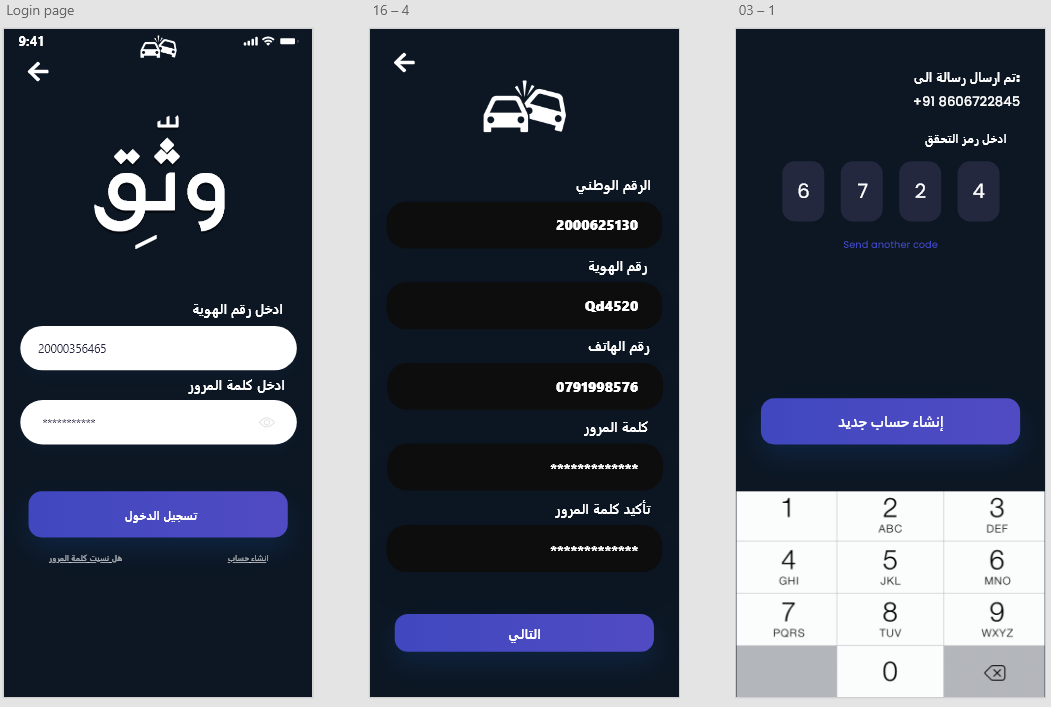 Login page
9:41
وثّقِ
ادخل رقم الهوية
20000356465
ادخل كلمة المرور
***********
تسجيل الدخول
انشاء حساب
هل نسيت كلمة المرور
16 – 4
الرقم الوطني
2000625130
رقم الهوية
Qd4520
رقم الهاتف
0791998576
كلمة المرور
*************
تأكيد كلمة المرور
*************
التالي
03 – 1
تم ارسال رسالة الى:
+91 8606722845
ادخل رمز التحقق
6 7 2 4
Send another code
إنشاء حساب جديد
1 2 3
ABC DEF
4 5 6
GHI JKL MNO
7 8 9
PQRS TUV WXYZ
0